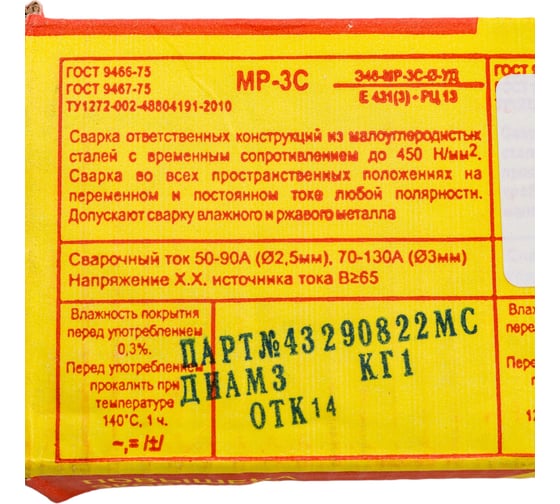 ГОСТ 9466-75
ГОСТ 9467-75
ТУ1272-002-48804191-2010
МР-3С
Э46-МР-3С-Ø-УД
Е 431(3)-РЦ 13
Сварка ответственных конструкций из малоуглеродистых
сталей с временным сопротивлением до 450 Н/мм².
Сварка во всех пространственных положениях на
переменном и постоянном токе любой полярности.
Допускают сварку влажного и ржавого металла
Сварочный ток 50-90А (Ø2,5мм), 70-130А (Ø3мм)
Напряжение Х.Х. источника тока В≥65
Влажность покрытия
перед употреблением
0,3%.
Перед употреблением
прокалить при
температуре
140°С, 1 ч.
~,= /±/
ПАРТ№43290822МС
ДИАМ3 КГ1
ОТК14